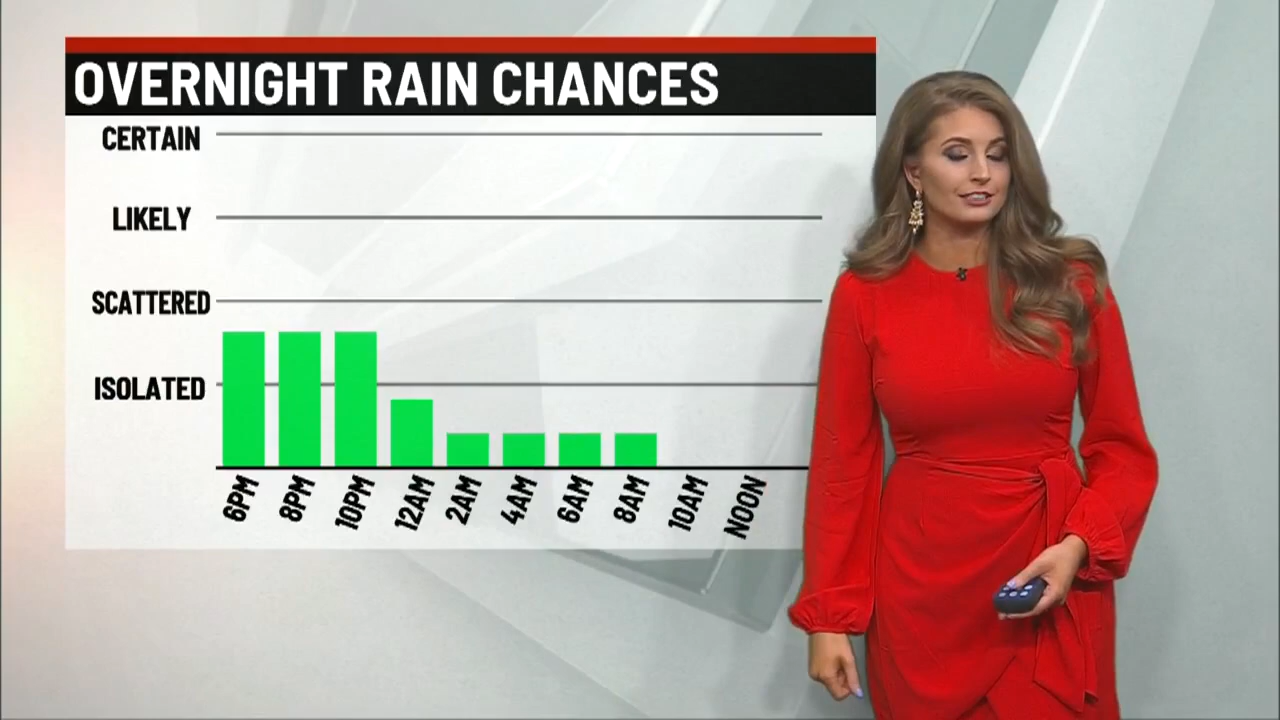 OVERNIGHT RAIN CHANCES
CERTAIN
LIKELY
SCATTERED
ISOLATED
6PM 8PM 10PM 12AM 2AM 4AM 6AM 8AM 10AM NOON